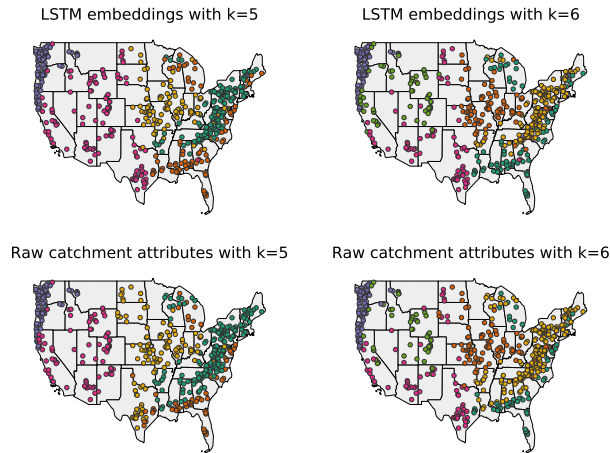 LSTM embeddings with k=5
LSTM embeddings with k=6
Raw catchment attributes with k=5
Raw catchment attributes with k=6